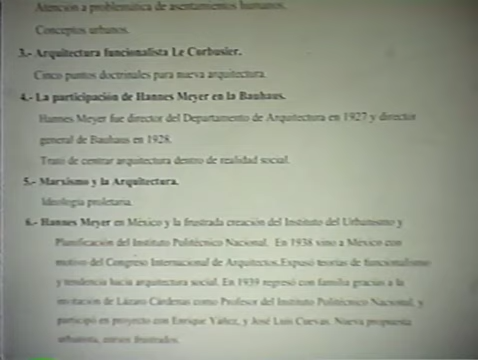 Atención a problemática de asentamientos humanos.
Conceptos urbanos.
3.- Arquitectura funcionalista Le Corbusier.
Cinco puntos doctrinales para nueva arquitectura.
4.- La participación de Hannes Meyer en la Bauhaus.
Hannes Meyer fue director del Departamento de Arquitectura en 1927 y director
general de Bauhaus en 1928.
Trato de centrar arquitectura dentro de realidad social.
5.- Marxismo y la Arquitectura.
Ideología proletaria.
6.- Hannes Meyer en México y la frustrada creación del Instituto del Urbanismo y
Planificación del Instituto Politécnico Nacional. En 1938 vino a México con
motivo del Congreso Internacional de Arquitectos.Expusó teorías de funcionalismo
y tendencia hacia arquitectura social. En 1939 regresó con familia gracias a la
invitación de Lázaro Cárdenas como Profesor del Instituto Politécnico Nacional, y
participó en proyecto con Enrique Yáñez, y José Luis Cuevas. Nueva propuesta
urbanista, frustrados.